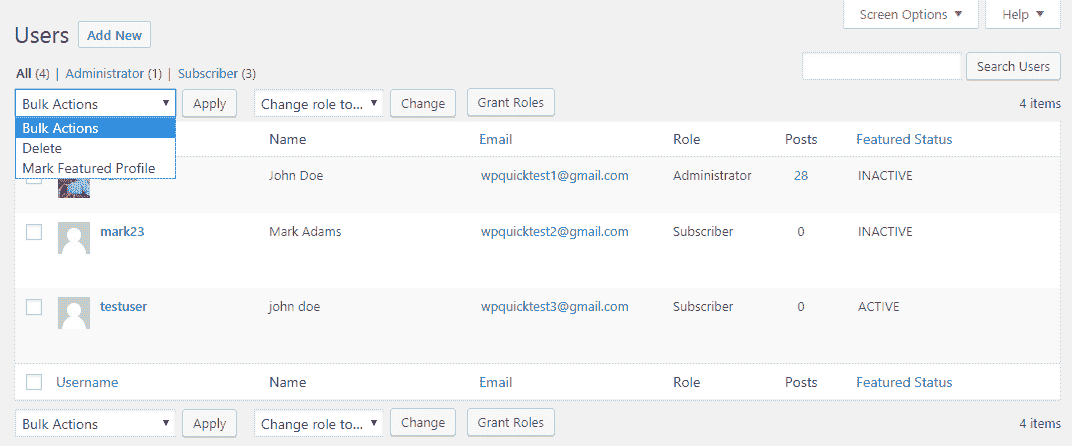 Screen Options ▼ Help ▼
Users Add New
All (4) | Administrator (1) | Subscriber (3)
Search Users
Bulk Actions ▼ Apply Change role to... ▼ Change Grant Roles 4 items
Bulk Actions
Delete
Mark Featured Profile
Name Email Role Posts Featured Status
John Doe wpquicktest1@gmail.com Administrator 28 INACTIVE
mark23 Mark Adams wpquicktest2@gmail.com Subscriber 0 INACTIVE
testuser john doe wpquicktest3@gmail.com Subscriber 0 ACTIVE
Username Name Email Role Posts Featured Status
Bulk Actions ▼ Apply Change role to... ▼ Change Grant Roles 4 items